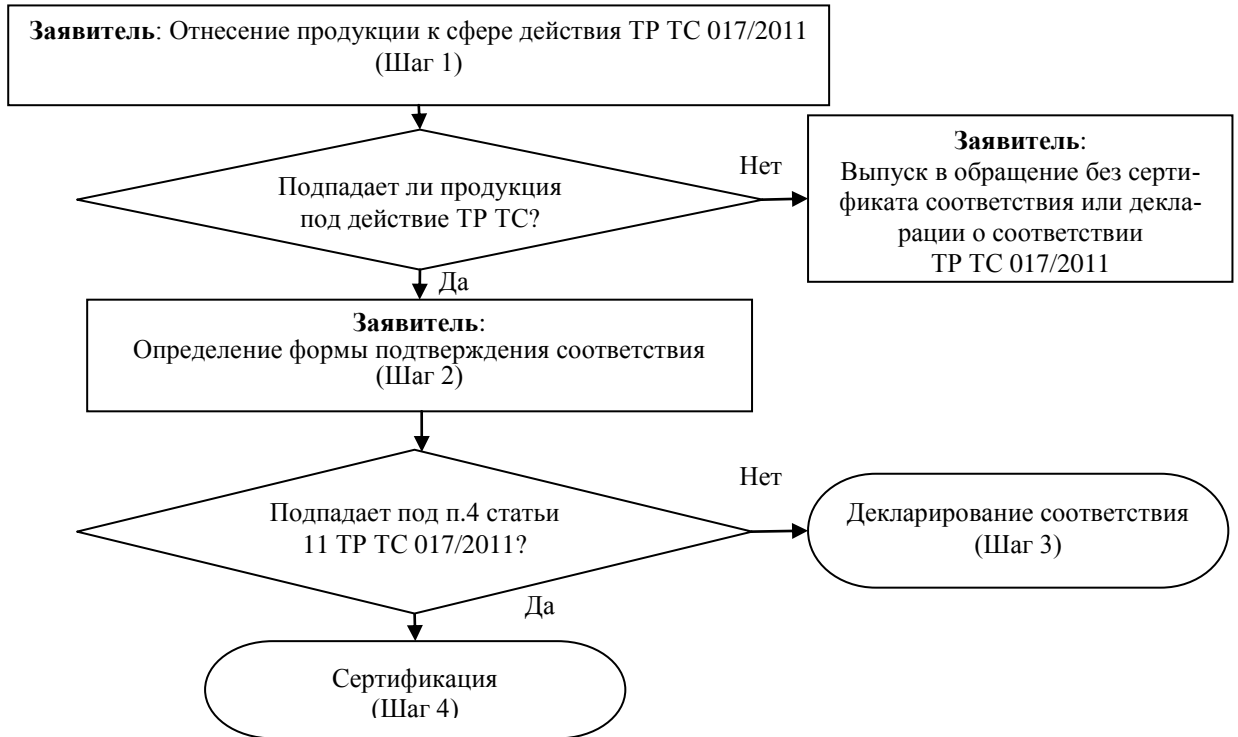 Заявитель: Отнесение продукции к сфере действия ТР ТС 017/2011
(Шаг 1)
Подпадает ли продукция
под действие ТР ТС?
Нет
Заявитель:
Выпуск в обращение без серти-
фиката соответствия или декла-
рации о соответствии
ТР ТС 017/2011
Да
Заявитель:
Определение формы подтверждения соответствия
(Шаг 2)
Подпадает под п.4 статьи
11 ТР ТС 017/2011?
Нет
Декларирование соответствия
(Шаг 3)
Да
Сертификация
(Шаг 4)